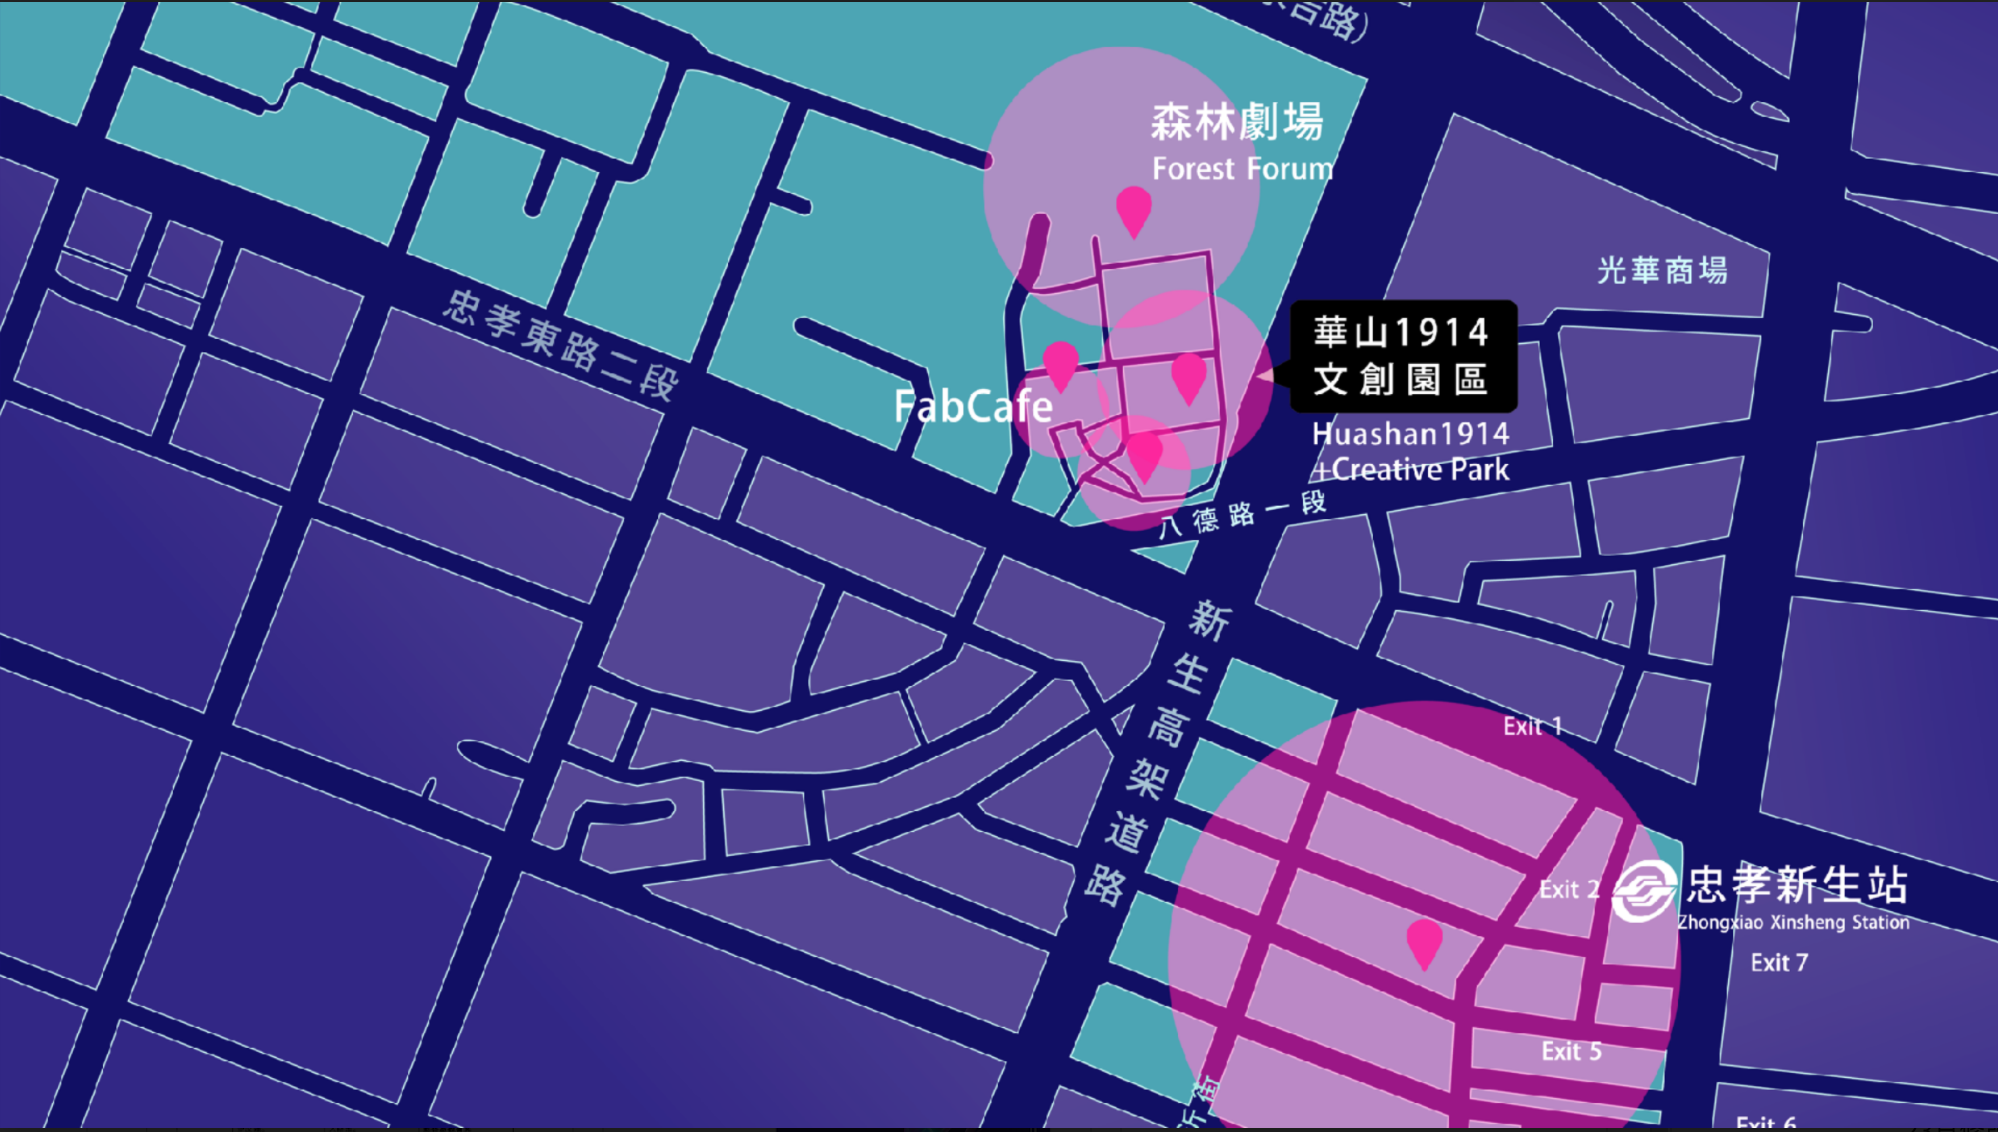 森林劇場
Forest Forum
光華商場
華山1914
文創園區
Huashan1914
+Creative Park
忠孝東路二段
FabCafe
八德路一段
新生高架道路
Exit 1
Exit 2
忠孝新生站
Zhongxiao Xinsheng Station
Exit 7
Exit 5
Exit 6